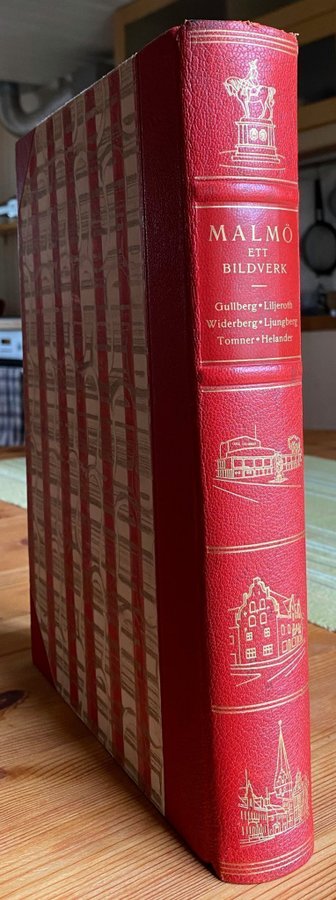 MALMÖ
ETT
BILDVERK
Gullberg • Liljeroth
Widerberg • Ljungberg
Tomner • Helander